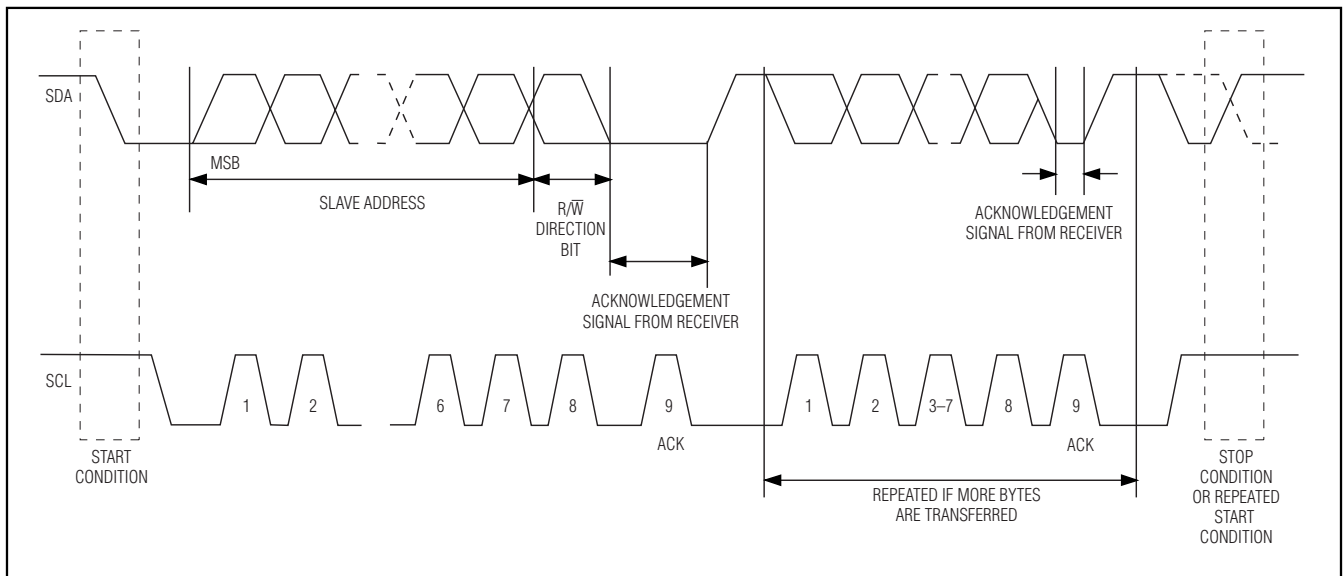 SDA
MSB
SLAVE ADDRESS
R/W̅
DIRECTION
BIT
ACKNOWLEDGEMENT
SIGNAL FROM RECEIVER
ACKNOWLEDGEMENT
SIGNAL FROM RECEIVER
SCL
1 2 6 7 8 9 1 2 3–7 8 9
ACK ACK
START
CONDITION
REPEATED IF MORE BYTES
ARE TRANSFERRED
STOP
CONDITION
OR REPEATED
START
CONDITION